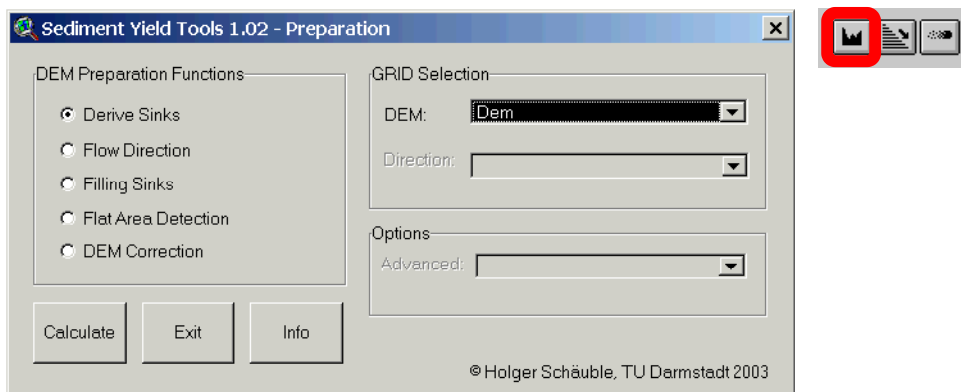 Sediment Yield Tools 1.02 - Preparation
DEM Preparation Functions
Derive Sinks
Flow Direction
Filling Sinks
Flat Area Detection
DEM Correction
GRID Selection
DEM: Dem
Direction:
Options
Advanced:
Calculate Exit Info
© Holger Schäuble, TU Darmstadt 2003